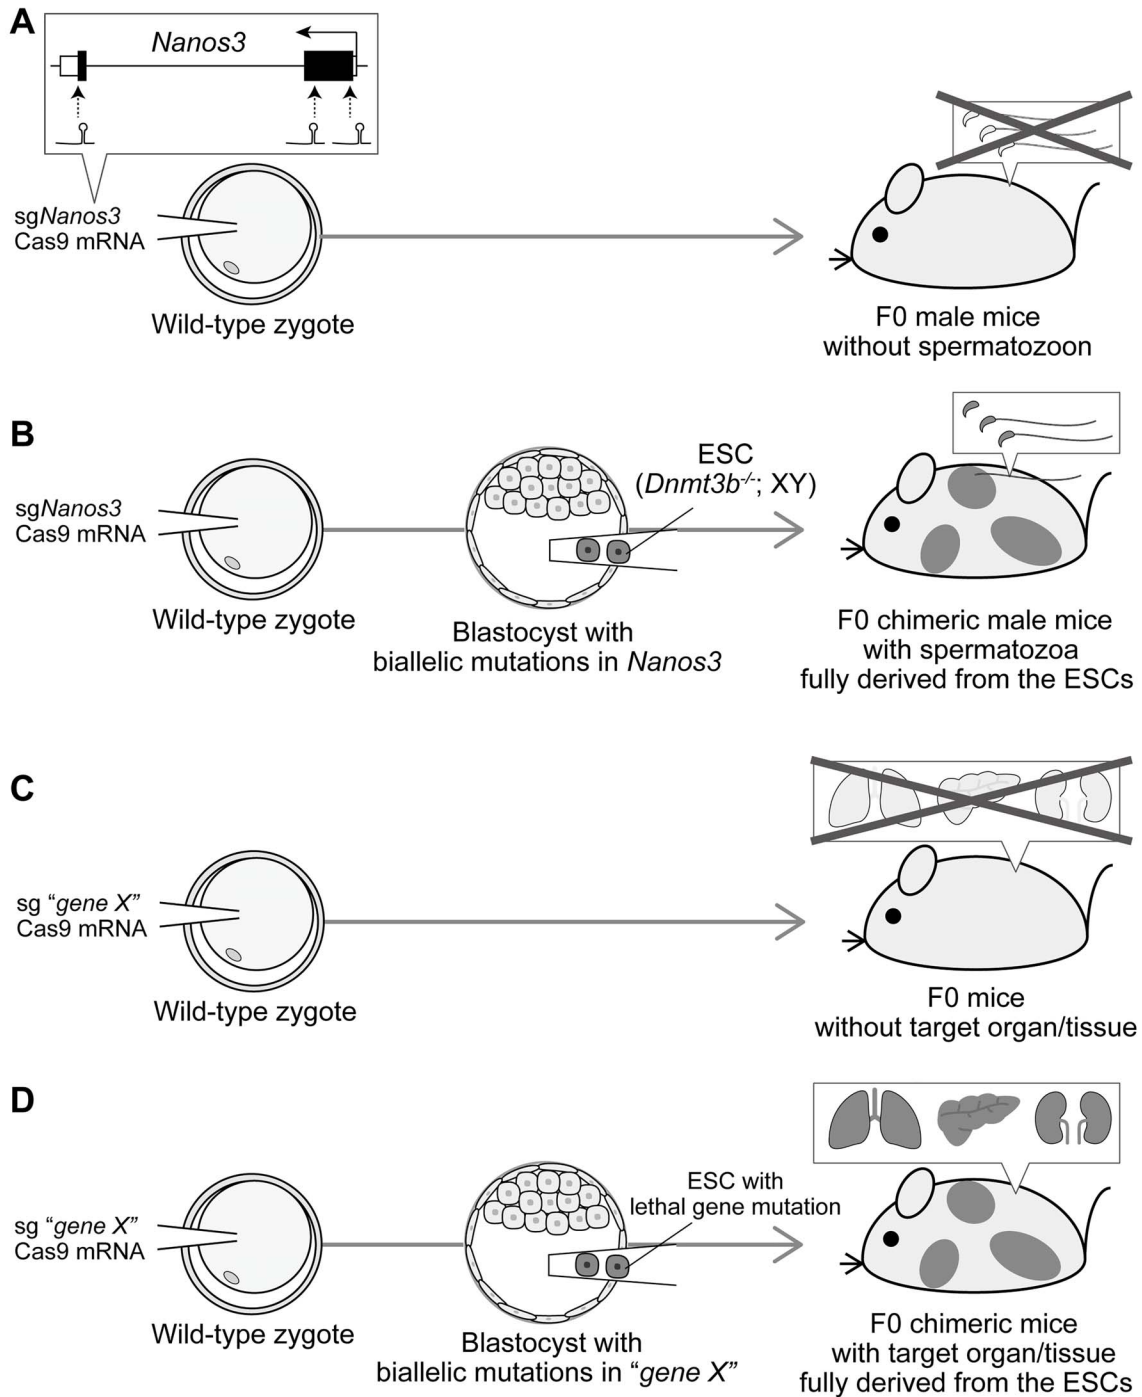 A
Nanos3
sgNanos3
Cas9 mRNA
Wild-type zygote
F0 male mice
without spermatozoon
B
ESC
(Dnmt3b-/-; XY)
sgNanos3
Cas9 mRNA
Wild-type zygote
Blastocyst with
biallelic mutations in Nanos3
F0 chimeric male mice
with spermatozoa
fully derived from the ESCs
C
sg “gene X”
Cas9 mRNA
Wild-type zygote
F0 mice
without target organ/tissue
D
ESC with
lethal gene mutation
sg “gene X”
Cas9 mRNA
Wild-type zygote
Blastocyst with
biallelic mutations in “gene X”
F0 chimeric mice
with target organ/tissue
fully derived from the ESCs